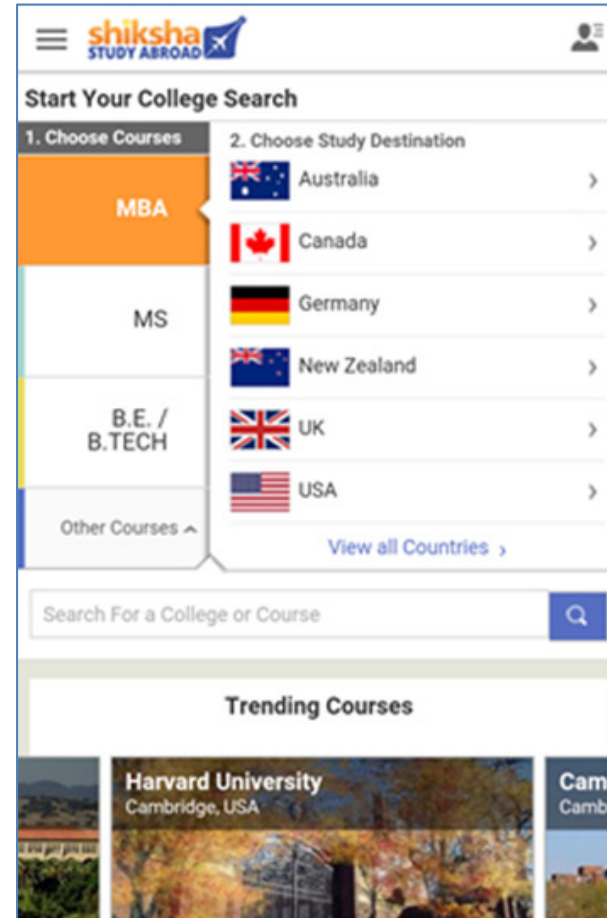 shiksha
STUDY ABROAD
Start Your College Search
1. Choose Courses
2. Choose Study Destination
MBA
MS
B.E. /
B.TECH
Other Courses
Australia
Canada
Germany
New Zealand
UK
USA
View all Countries
Search For a College or Course
Trending Courses
Harvard University
Cambridge, USA
Cam
Camb